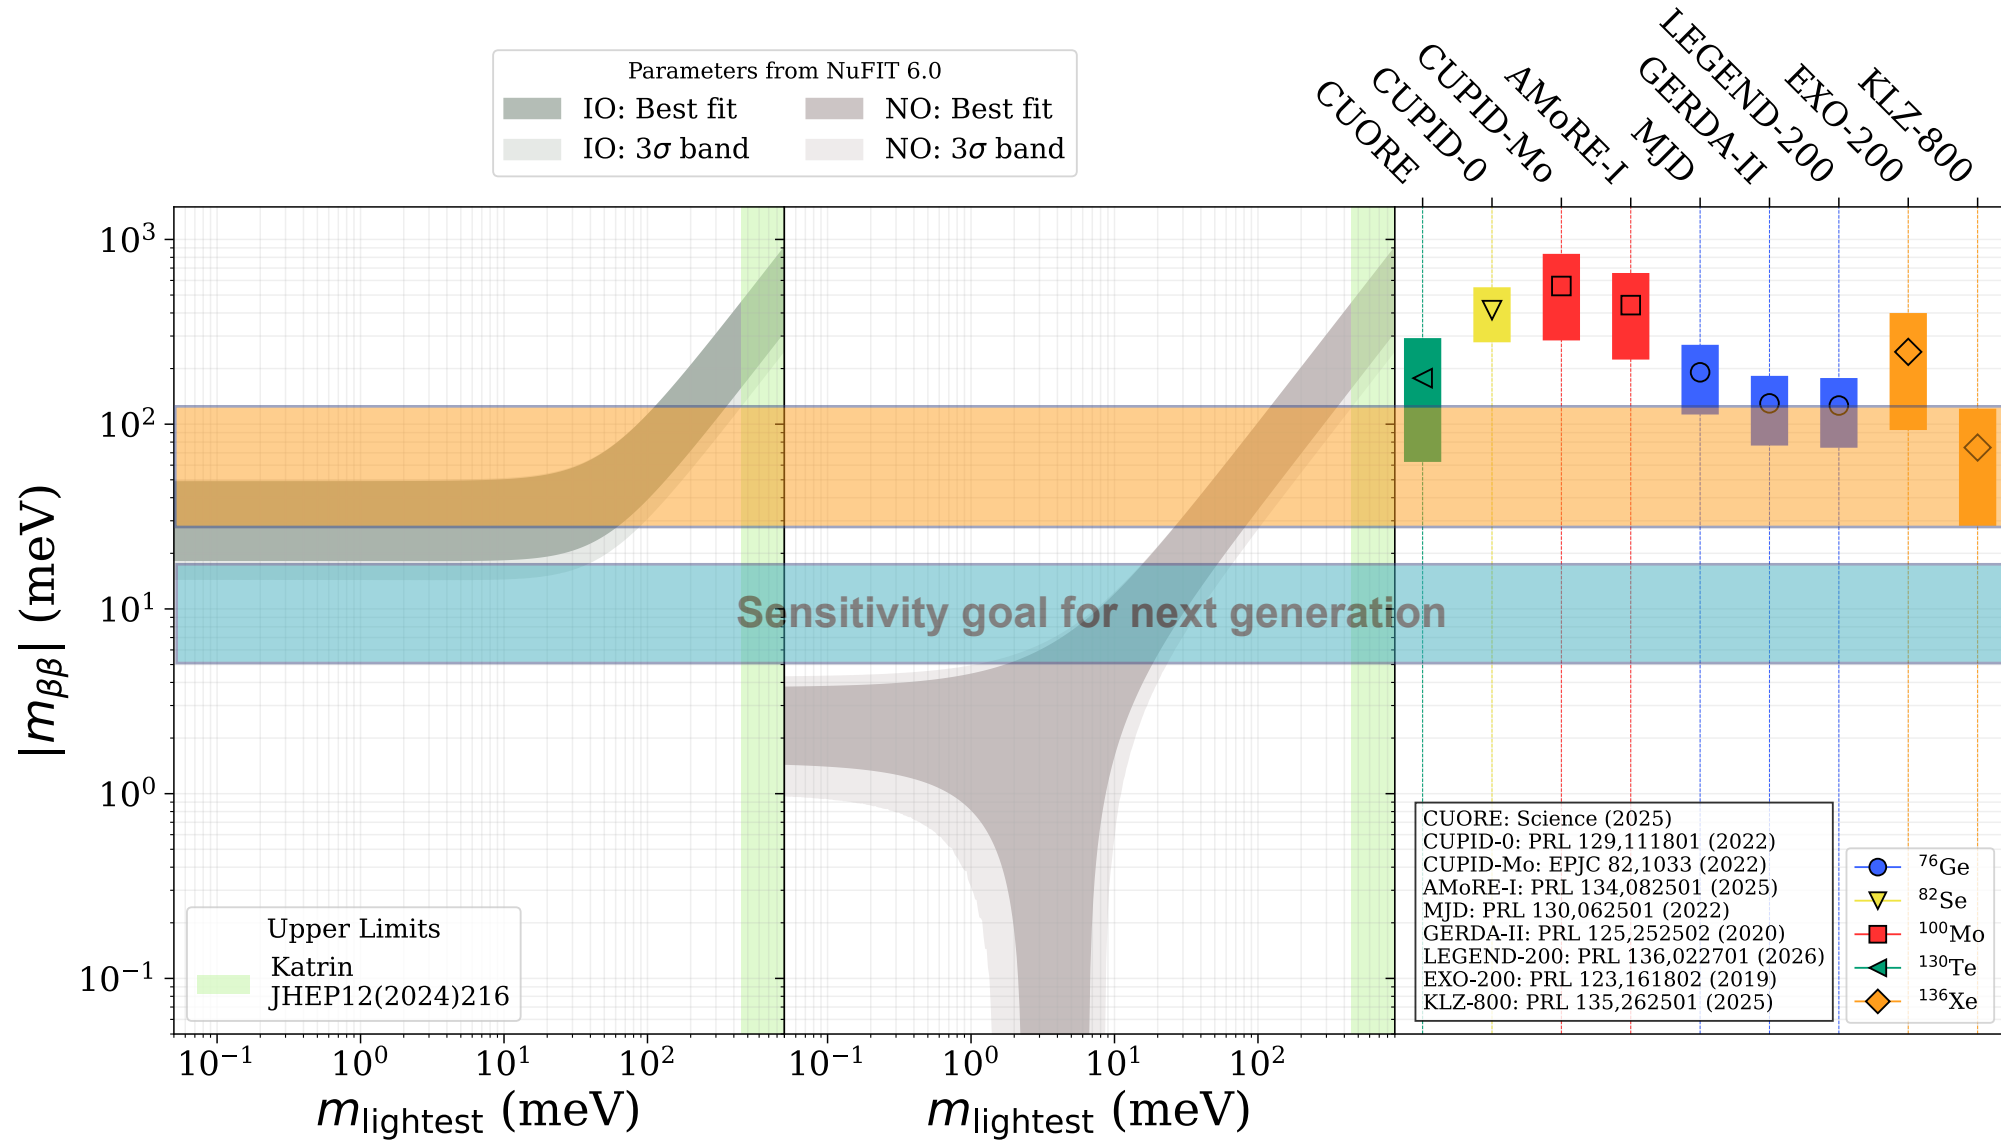 Parameters from NuFIT 6.0
IO: Best fit
NO: Best fit
IO: 3σ band
NO: 3σ band
CUORE
CUPID-0
CUPID-Mo
AMoRE-I
MJD
GERDA-II
LEGEND-200
EXO-200
KLZ-800
|m_ββ| (meV)
10³
10²
10¹
10⁰
10⁻¹
Sensitivity goal for next generation
Upper Limits
Katrin
JHEP12(2024)216
CUORE: Science (2025)
CUPID-0: PRL 129,111801 (2022)
CUPID-Mo: EPJC 82,1033 (2022)
AMoRE-I: PRL 134,082501 (2025)
MJD: PRL 130,062501 (2022)
GERDA-II: PRL 125,252502 (2020)
LEGEND-200: PRL 136,022701 (2026)
EXO-200: PRL 123,161802 (2019)
KLZ-800: PRL 135,262501 (2025)
⁷⁶Ge
⁸²Se
¹⁰⁰Mo
¹³⁰Te
¹³⁶Xe
10⁻¹ 10⁰ 10¹ 10²
10⁻¹ 10⁰ 10¹ 10²
m_lightest (meV)
m_lightest (meV)